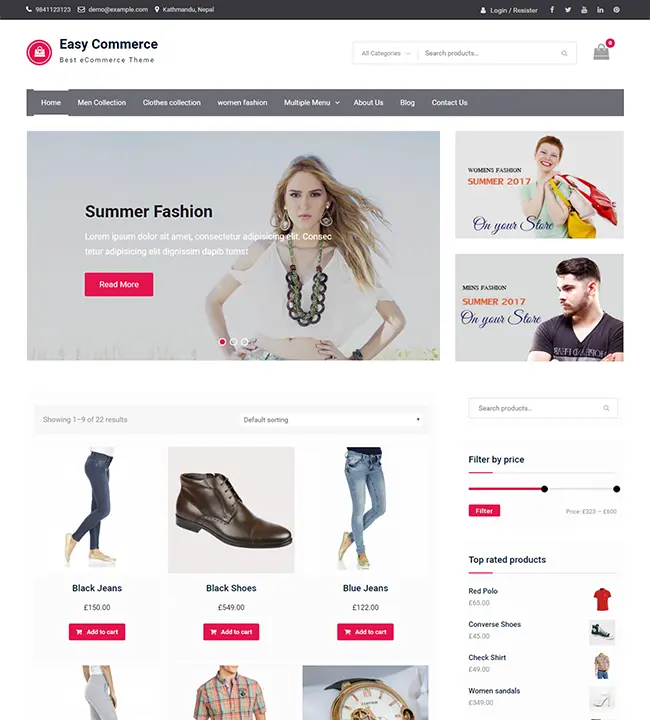 9841123123 demo@example.com Kathmandu, Nepal Login / Register
Easy Commerce
Best eCommerce Theme
All Categories Search products... 0
Home Men Collection Clothes collection women fashion Multiple Menu About Us Blog Contact Us
Summer Fashion
Lorem ipsum dolor sit amet, consectetur adipisicing elit. Consec
tetur adipisicing elit dignissim dapib tumst
Read More
WOMENS FASHION
SUMMER 2017
On your Store
MENS FASHION
SUMMER 2017
On your Store
Showing 1–9 of 22 results Default sorting
Black Jeans
£150.00
Add to cart
Black Shoes
£549.00
Add to cart
Blue Jeans
£122.00
Add to cart
Search products...
Filter by price
Filter Price: £323 — £600
Top rated products
Red Polo
£65.00
Converse Shoes
£45.00
Check Shirt
£49.00
Women sandals
£349.00